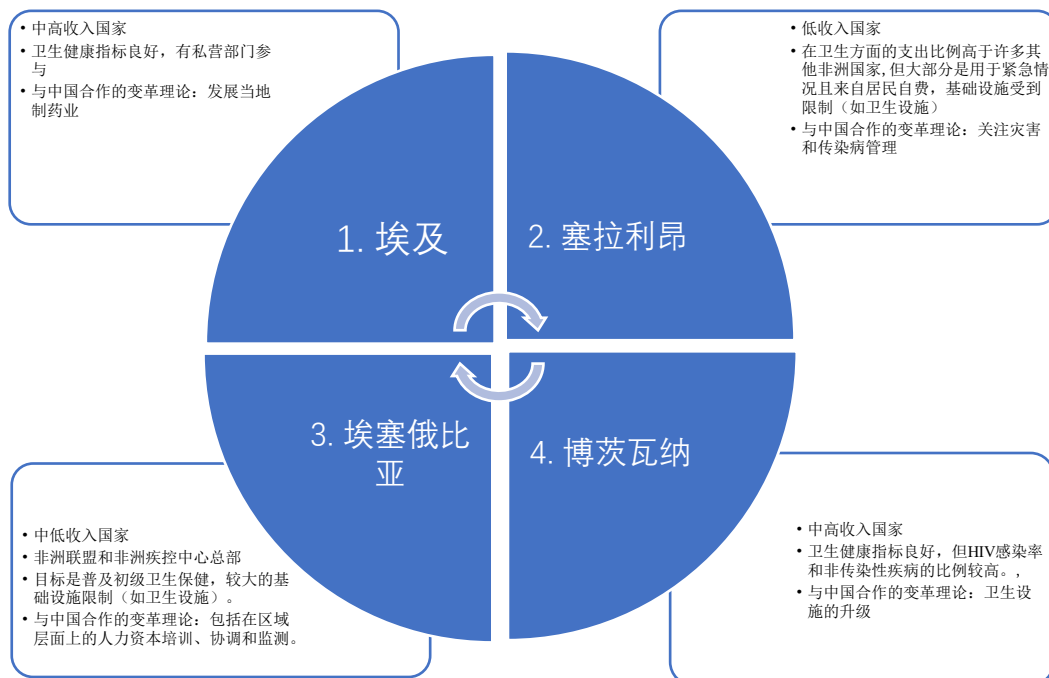 • 中高收入国家
• 卫生健康指标良好，有私营部门参
与
• 与中国合作的变革理论：发展当地
制药业
• 低收入国家
• 在卫生方面的支出比例高于许多其
他非洲国家,但大部分是用于紧急情
况且来自居民自费，基础设施受到
限制（如卫生设施）
• 与中国合作的变革理论：关注灾害
和传染病管理
1. 埃及
2. 塞拉利昂
3. 埃塞俄比
亚
4. 博茨瓦纳
• 中低收入国家
• 非洲联盟和非洲疾控中心总部
• 目标是普及初级卫生保健，较大的基
础设施限制（如卫生设施）。
• 与中国合作的变革理论：包括在区域
层面上的人力资本培训、协调和监测。
• 中高收入国家
• 卫生健康指标良好，但HIV感染率
和非传染性疾病的比例较高。,
• 与中国合作的变革理论：卫生设
施的升级